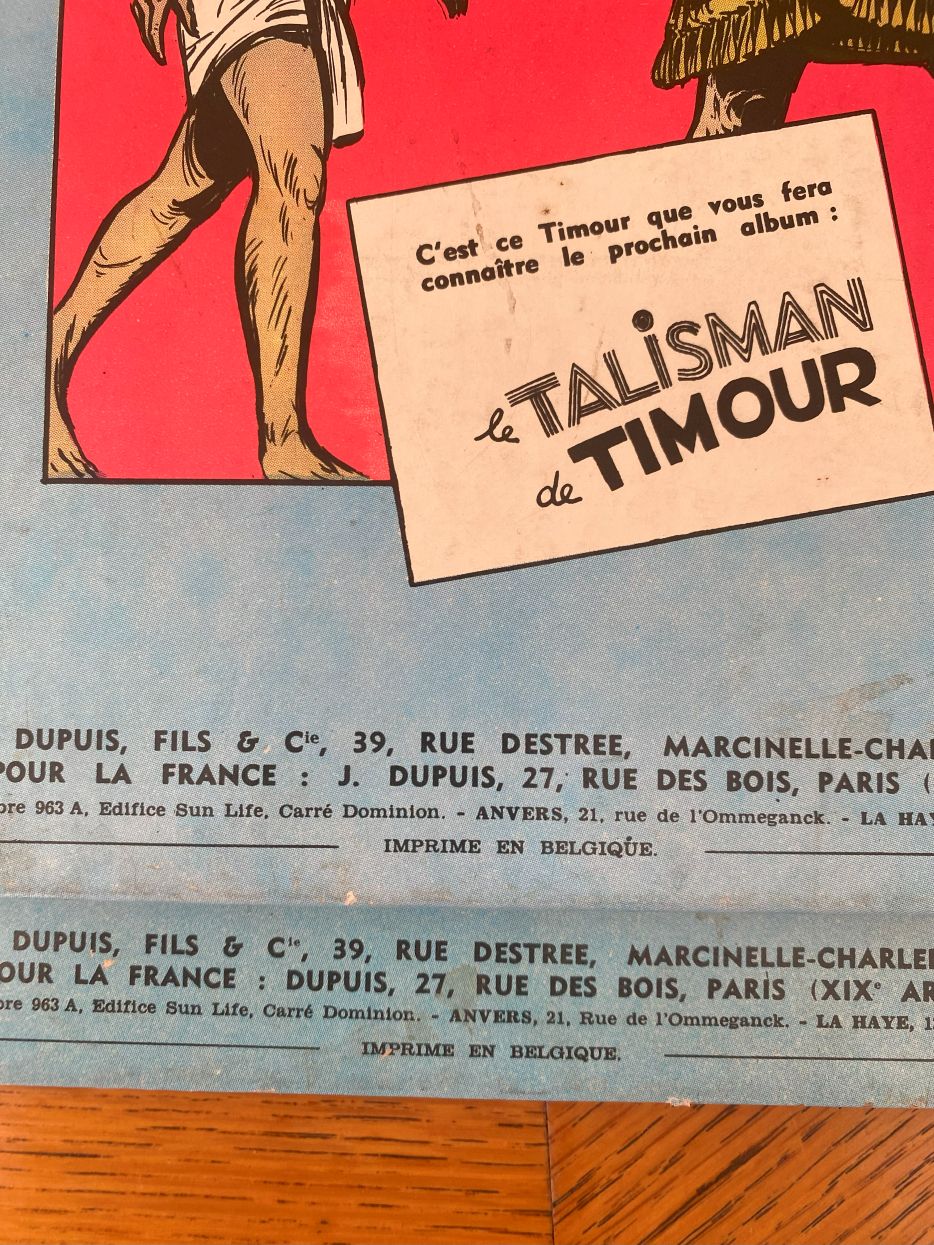 C'est ce Timour que vous fera
connaître le prochain album :
le TALiSMAN
de TIMOUR
DUPUIS, FILS & Cie, 39, RUE DESTREE, MARCINELLE-CHAR
POUR LA FRANCE : J. DUPUIS, 27, RUE DES BOIS, PARIS (
bre 963 A, Edifice Sun Life, Carré Dominion. - ANVERS, 21, rue de l'Ommeganck. - LA HAY
IMPRIME EN BELGIQUE.
DUPUIS, FILS & Cie, 39, RUE DESTREE, MARCINELLE-CHARLE
OUR LA FRANCE : DUPUIS, 27, RUE DES BOIS, PARIS (XIXe AR
bre 963 A, Edifice Sun Life, Carré Dominion. - ANVERS, 21, Rue de l'Ommeganck. - LA HAYE, 1
IMPRIME EN BELGIQUE.